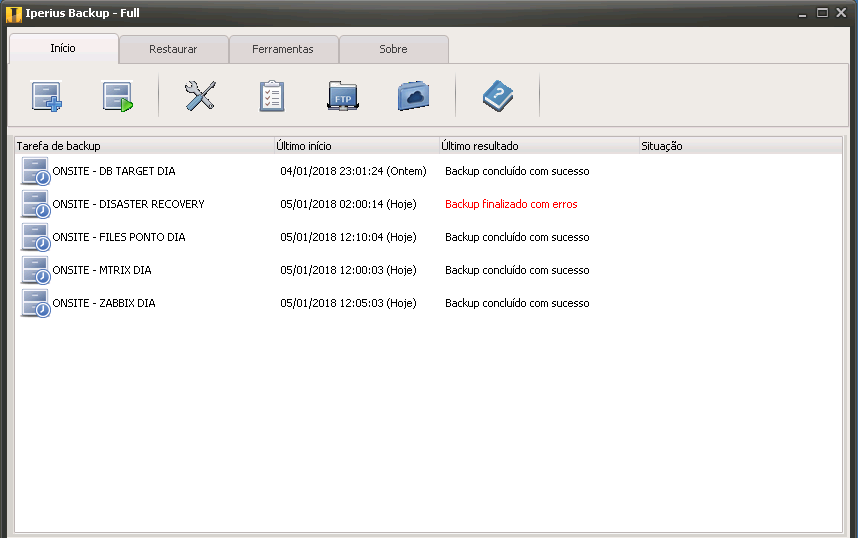 Iperius Backup - Full
Início Restaurar Ferramentas Sobre
FTP ?
Tarefa de backup Último início Último resultado Situação
ONSITE - DB TARGET DIA 04/01/2018 23:01:24 (Ontem) Backup concluído com sucesso
ONSITE - DISASTER RECOVERY 05/01/2018 02:00:14 (Hoje) Backup finalizado com erros
ONSITE - FILES PONTO DIA 05/01/2018 12:10:04 (Hoje) Backup concluído com sucesso
ONSITE - MTRIX DIA 05/01/2018 12:00:03 (Hoje) Backup concluído com sucesso
ONSITE - ZABBIX DIA 05/01/2018 12:05:03 (Hoje) Backup concluído com sucesso